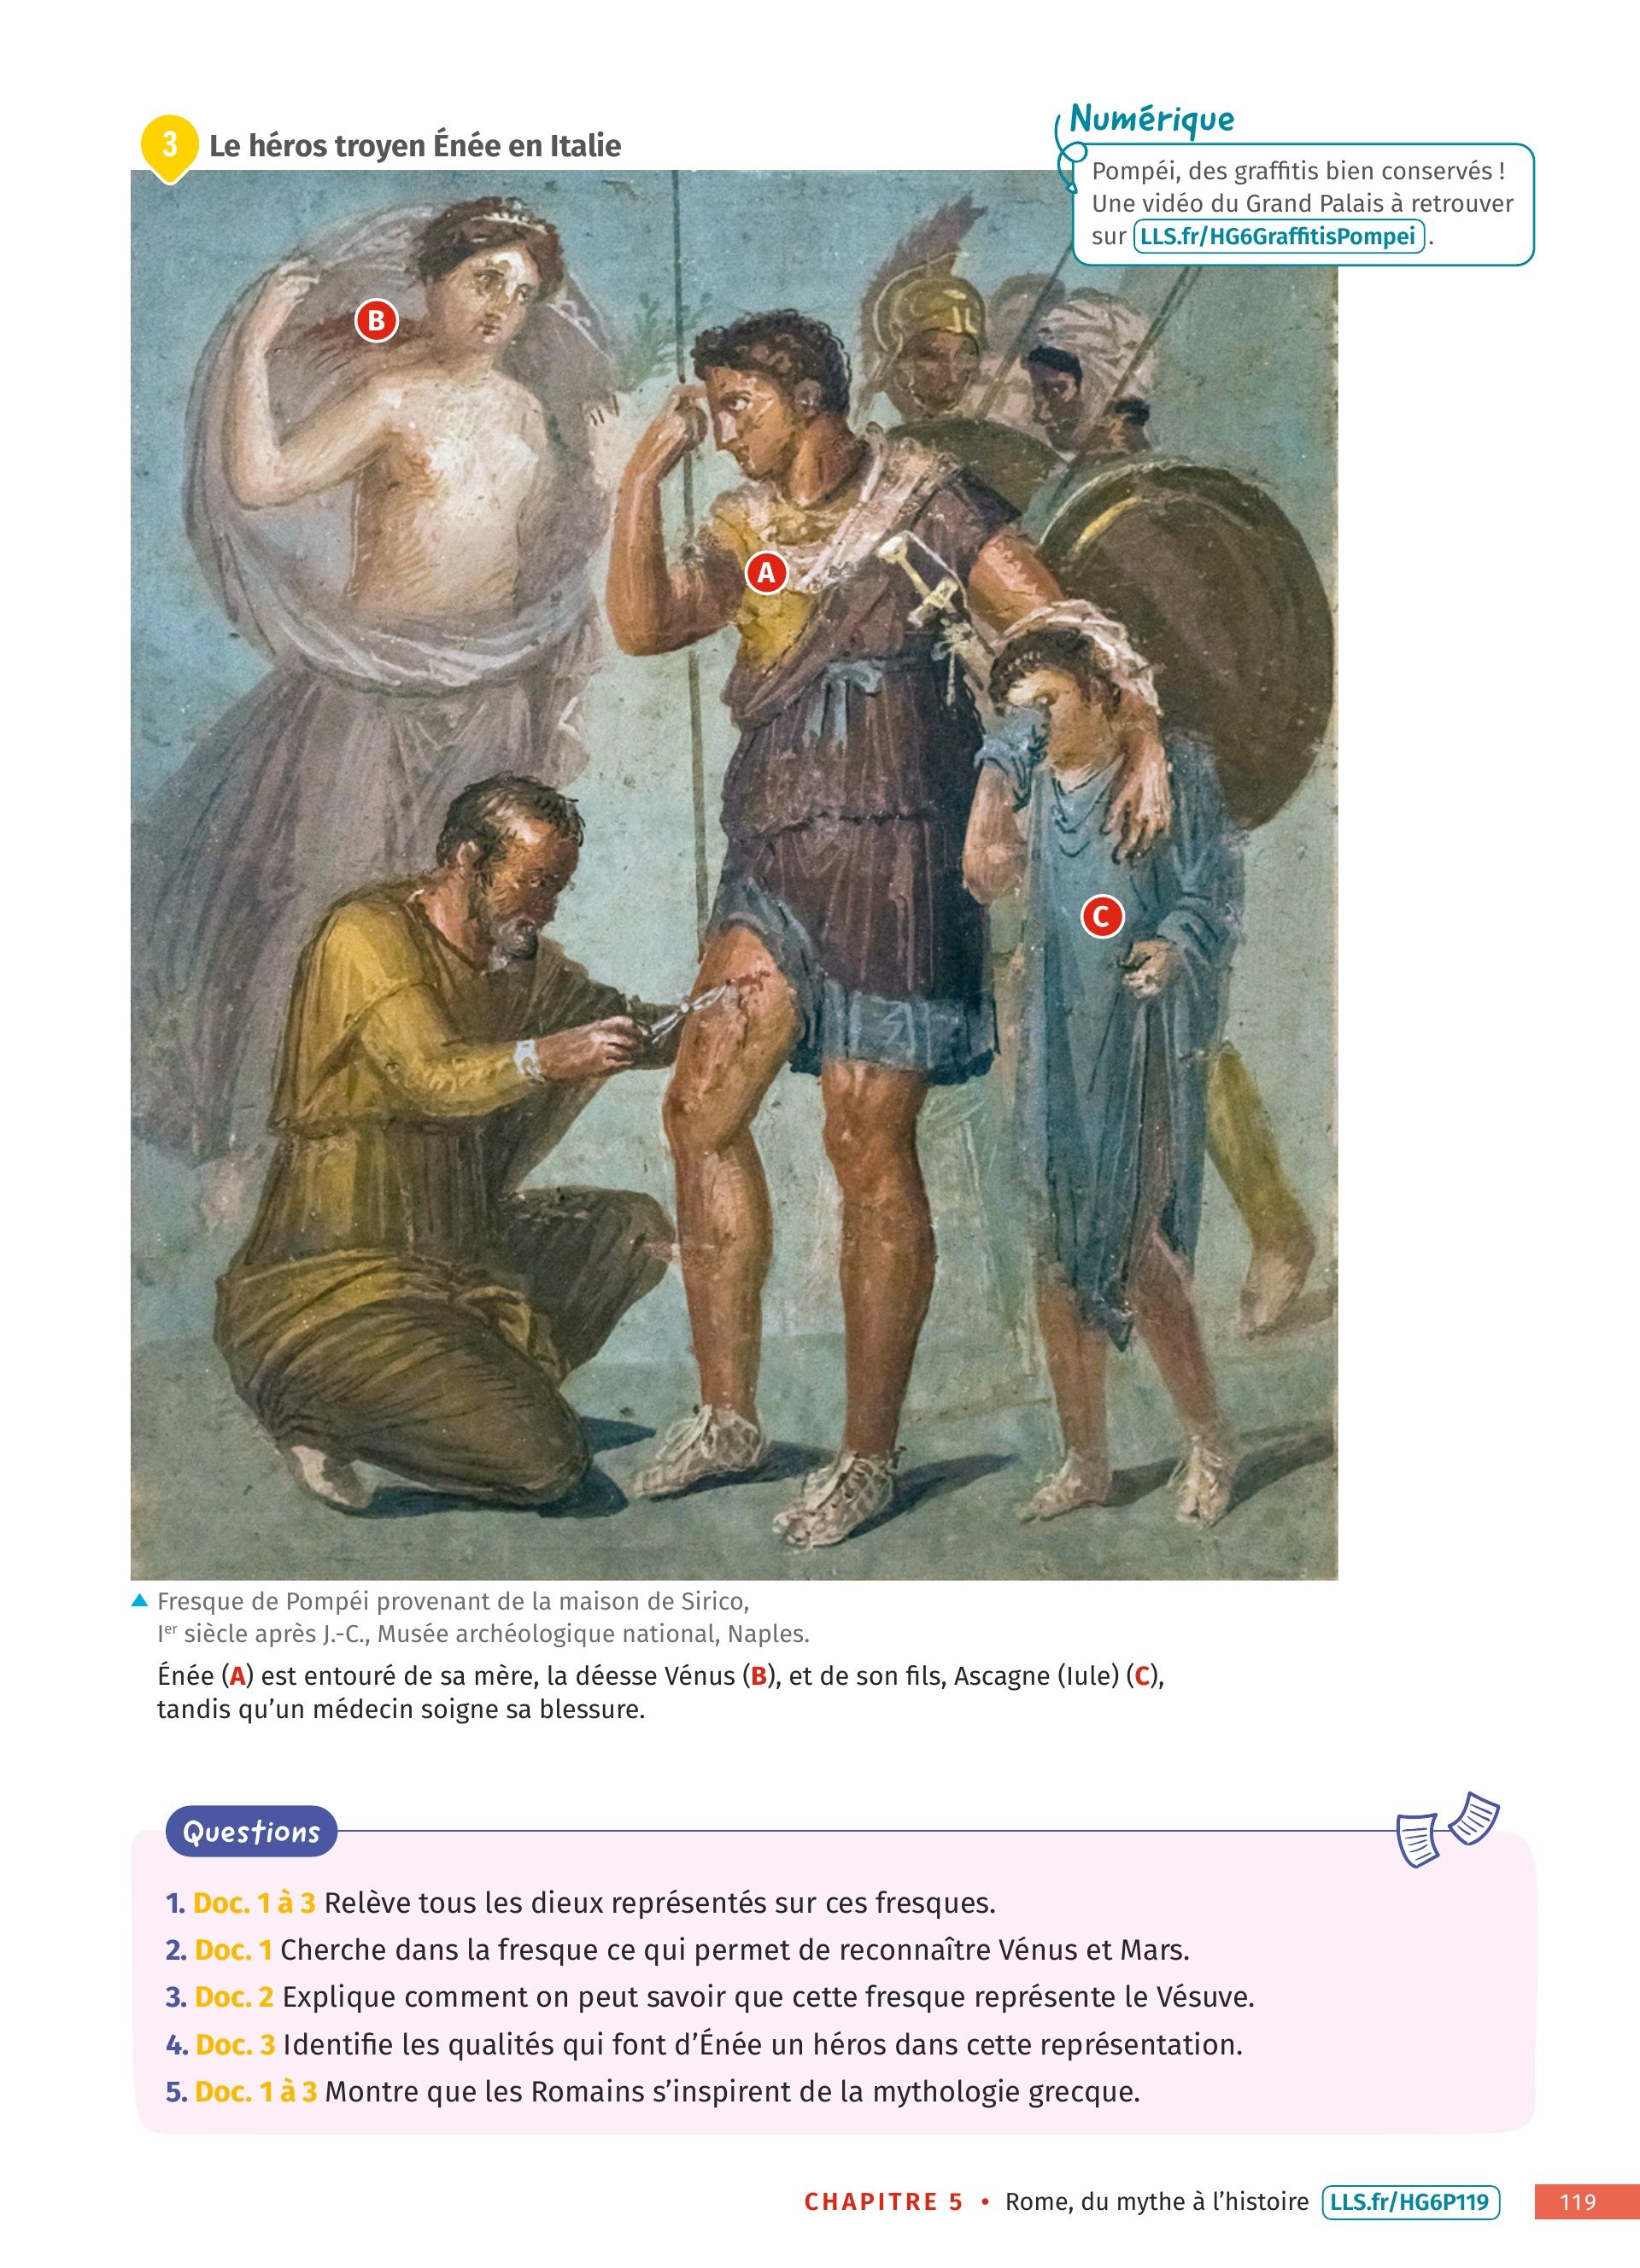 3
Le héros troyen Énée en Italie
Numérique
Pompéi, des graffitis bien conservés !
Une vidéo du Grand Palais à retrouver
sur LLS.fr/HG6GraffitisPompei .
B
A
C
Fresque de Pompéi provenant de la maison de Sirico,
Ier siècle après J.-C., Musée archéologique national, Naples.
Énée (A) est entouré de sa mère, la déesse Vénus (B), et de son fils, Ascagne (Iule) (C),
tandis qu’un médecin soigne sa blessure.
Questions
1. Doc. 1 à 3 Relève tous les dieux représentés sur ces fresques.
2. Doc. 1 Cherche dans la fresque ce qui permet de reconnaître Vénus et Mars.
3. Doc. 2 Explique comment on peut savoir que cette fresque représente le Vésuve.
4. Doc. 3 Identifie les qualités qui font d’Énée un héros dans cette représentation.
5. Doc. 1 à 3 Montre que les Romains s’inspirent de la mythologie grecque.
CHAPITRE 5 • Rome, du mythe à l’histoire LLS.fr/HG6P119 119